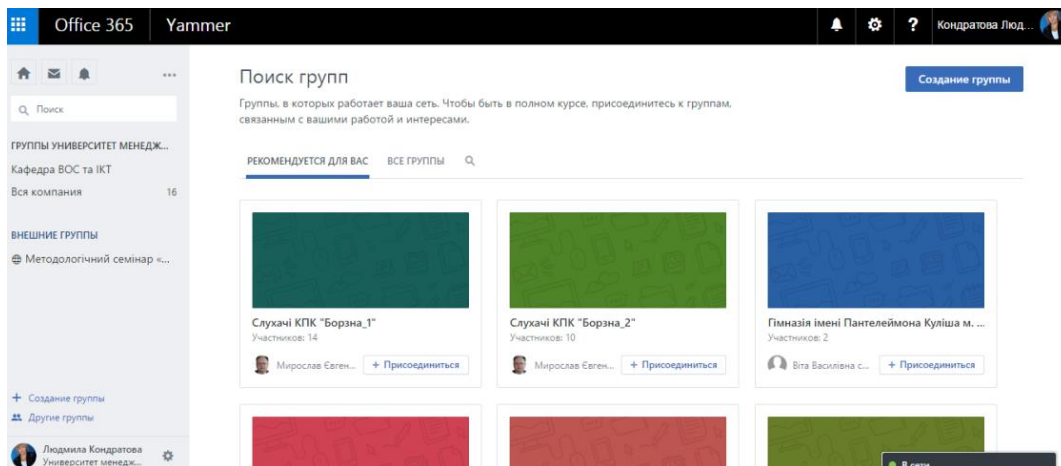 Office 365
Yammer
?
Кондратова Люд...
...
Поиск
ГРУППЫ УНИВЕРСИТЕТ МЕНЕДЖ...
Кафедра ВОС та ІКТ
Вся компания 16
ВНЕШНИЕ ГРУППЫ
Методологічний семінар «...
+ Создание группы
Другие группы
Людмила Кондратова
Университет менедж...
Поиск групп
Создание группы
Группы, в которых работает ваша сеть. Чтобы быть в полном курсе, присоединитесь к группам,
связанным с вашими работой и интересами.
РЕКОМЕНДУЕТСЯ ДЛЯ ВАС ВСЕ ГРУППЫ
Слухачі КПК "Борзна_1"
Участников: 14
Мирослав Євген... + Присоединиться
Слухачі КПК "Борзна_2"
Участников: 10
Мирослав Євген... + Присоединиться
Гімназія імені Пантелеймона Куліша м. ...
Участников: 2
Віта Василівна с... + Присоединиться
В сети